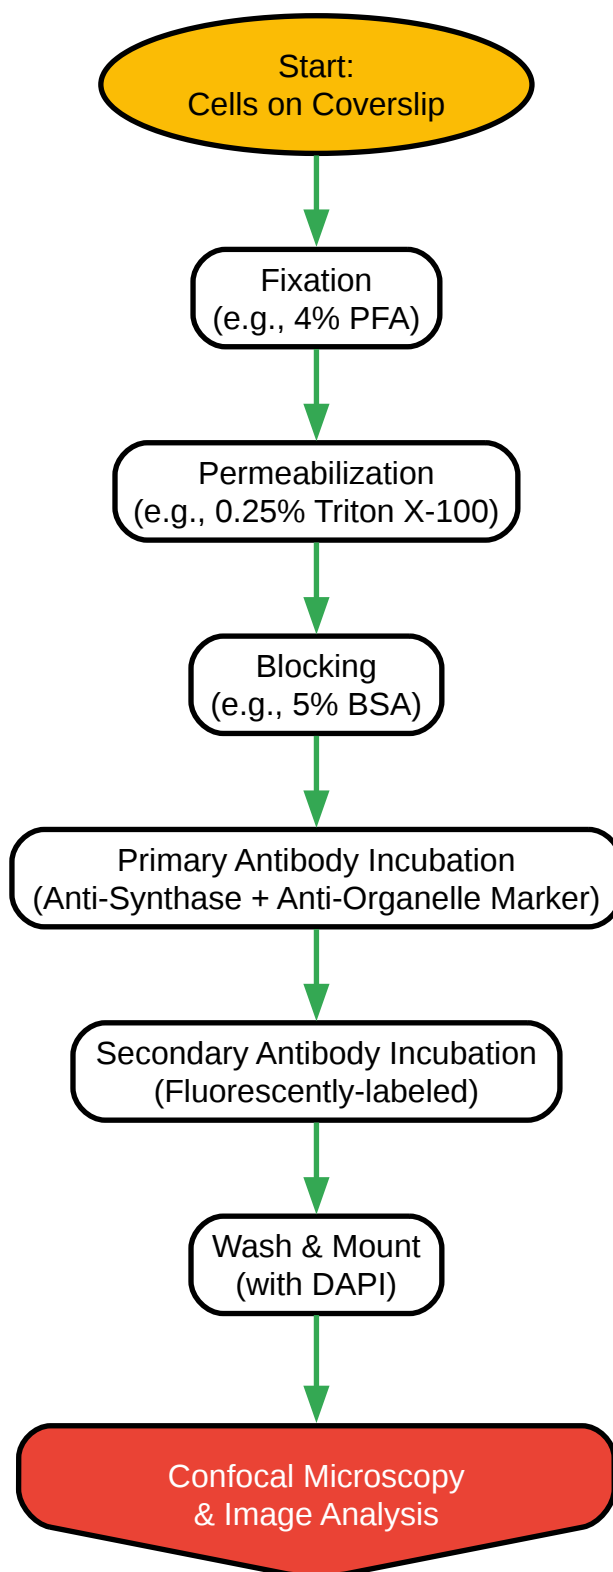 Start:
Cells on Coverslip
Fixation
(e.g., 4% PFA)
Permeabilization
(e.g., 0.25% Triton X-100)
Blocking
(e.g., 5% BSA)
Primary Antibody Incubation
(Anti-Synthase + Anti-Organelle Marker)
Secondary Antibody Incubation
(Fluorescently-labeled)
Wash & Mount
(with DAPI)
Confocal Microscopy
& Image Analysis